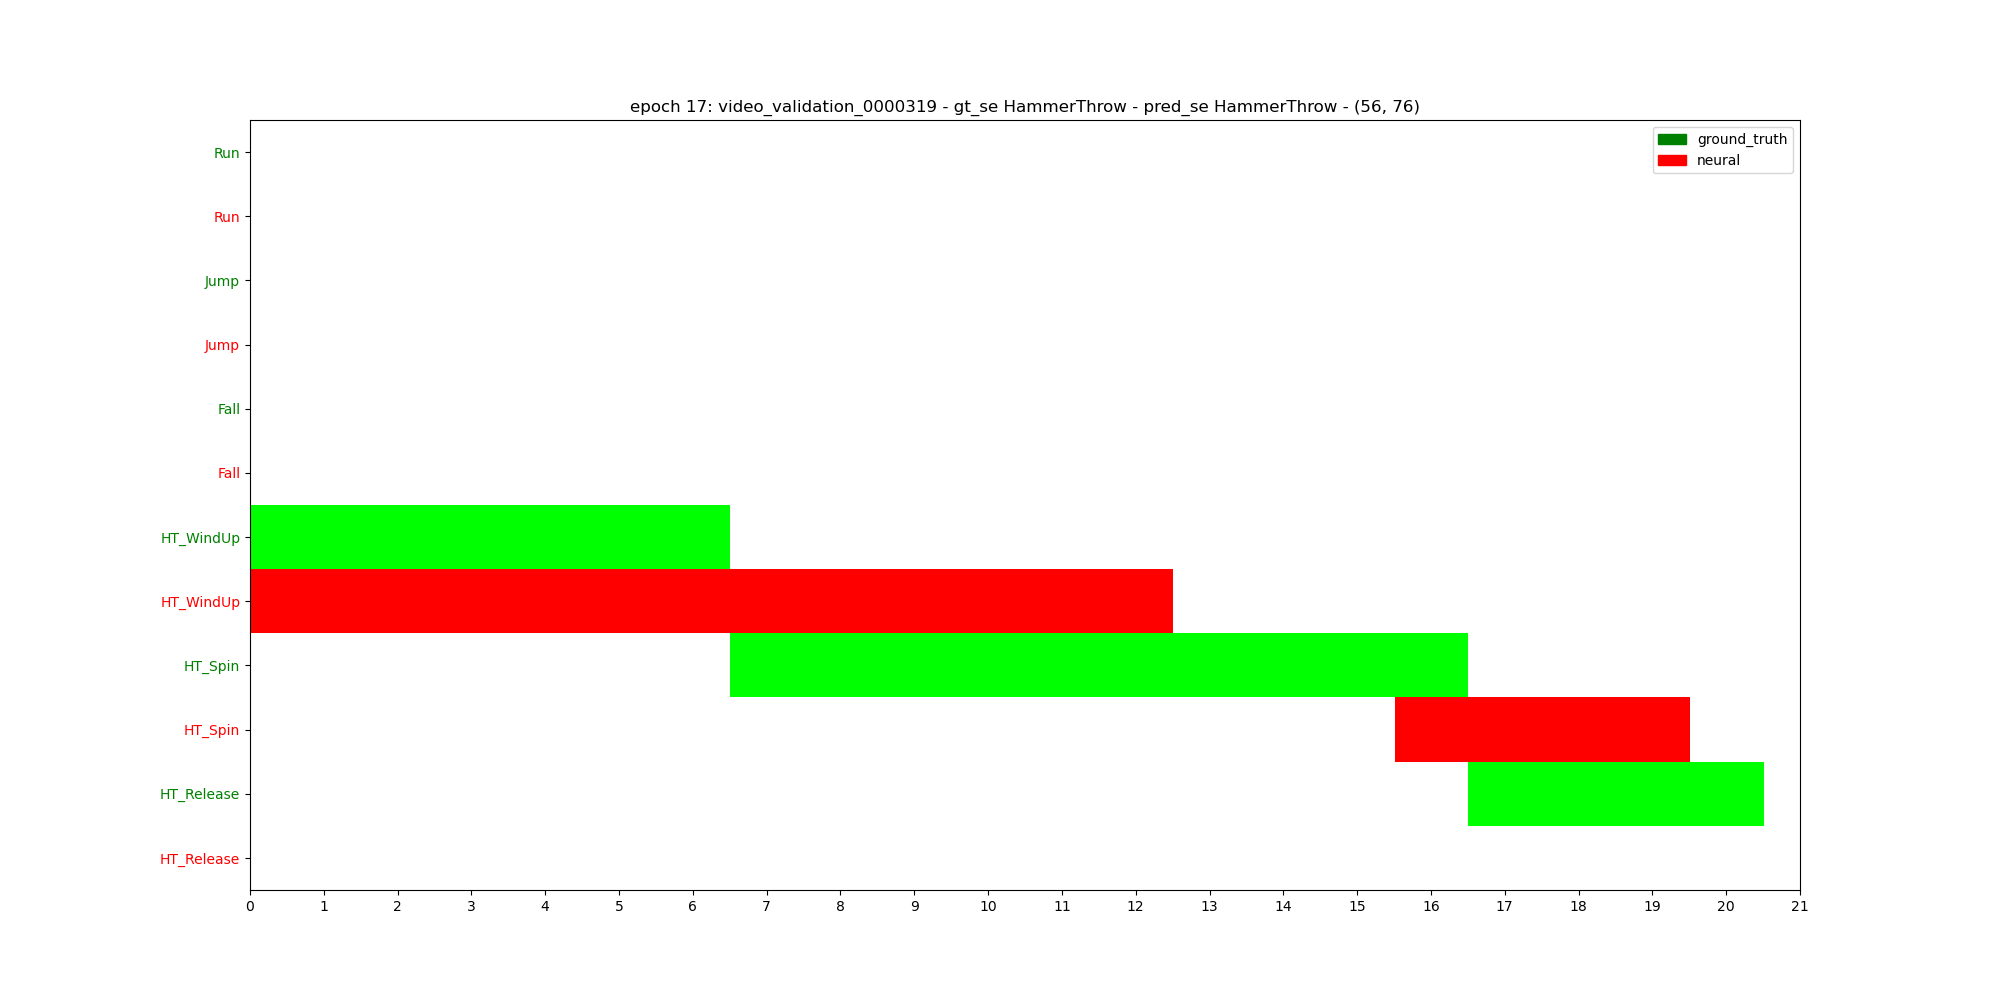 epoch 17: video_validation_0000319 - gt_se HammerThrow - pred_se HammerThrow - (56, 76)
ground_truth
neural
Run
Run
Jump
Jump
Fall
Fall
HT_WindUp
HT_WindUp
HT_Spin
HT_Spin
HT_Release
HT_Release
0 1 2 3 4 5 6 7 8 9 10 11 12 13 14 15 16 17 18 19 20 21